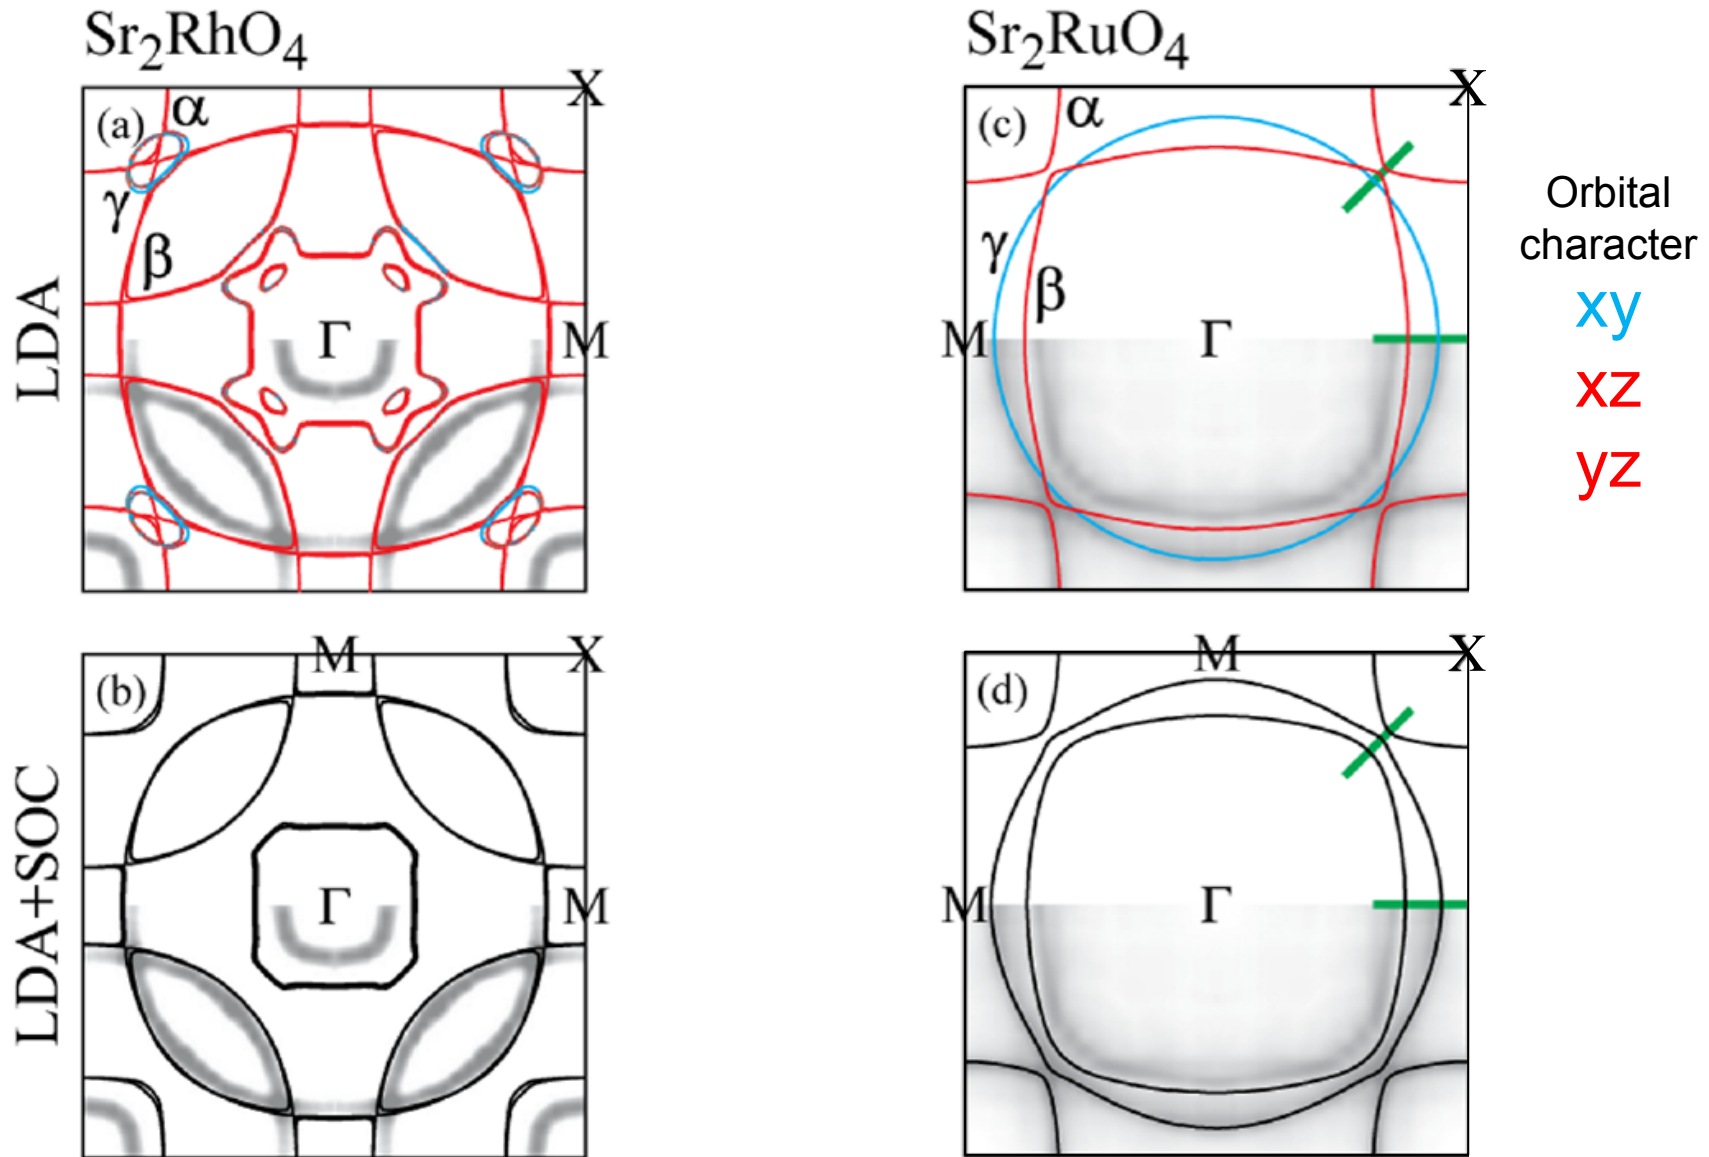 Sr2RhO4
Sr2RuO4
LDA
(a)
α
X
γ
β
Γ
M
(c)
α
X
γ
β
M
Γ
Orbital
character
xy
xz
yz
LDA+SOC
(b)
M
X
Γ
M
(d)
M
X
M
Γ